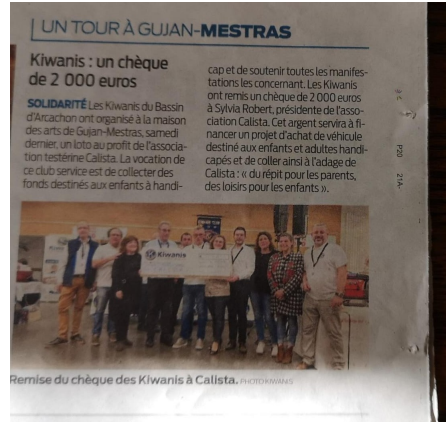 UN TOUR À GUJAN-MESTRAS
Kiwanis : un chèque
de 2 000 euros
SOLIDARITÉ Les Kiwanis du Bassin
d'Arcachon ont organisé à la maison
des arts de Gujan-Mestras, samedi
dernier, un loto au profit de l'associa-
tion testérine Calista. La vocation de
ce club service est de collecter des
fonds destinés aux enfants à handi-
cap et de soutenir toutes les manifes-
tations les concernant. Les Kiwanis
ont remis un chèque de 2 000 euros
à Sylvia Robert, présidente de l'asso-
ciation Calista. Cet argent servira à fi-
nancer un projet d'achat de véhicule
destiné aux enfants et adultes handi-
capés et de coller ainsi à l'adage de
Calista : « du répit pour les parents,
des loisirs pour les enfants ».
Kiwanis
Remise du chèque des Kiwanis à Calista. PHOTO KIWANIS
P20
21A-